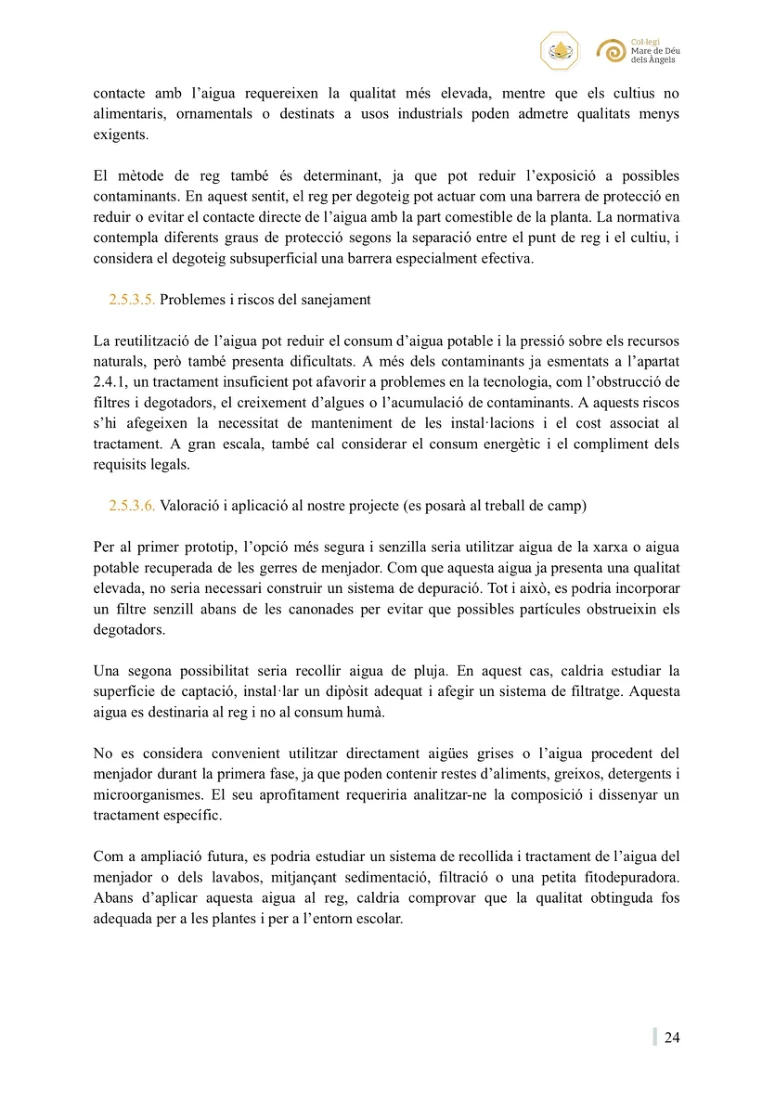 Col·legi
Mare de Déu
dels Àngels
contacte amb l’aigua requereixen la qualitat més elevada, mentre que els cultius no
alimentaris, ornamentals o destinats a usos industrials poden admetre qualitats menys
exigents.
El mètode de reg també és determinant, ja que pot reduir l’exposició a possibles
contaminants. En aquest sentit, el reg per degoteig pot actuar com una barrera de protecció en
reduir o evitar el contacte directe de l’aigua amb la part comestible de la planta. La normativa
contempla diferents graus de protecció segons la separació entre el punt de reg i el cultiu, i
considera el degoteig subsuperficial una barrera especialment efectiva.
2.5.3.5. Problemes i riscos del sanejament
La reutilització de l’aigua pot reduir el consum d’aigua potable i la pressió sobre els recursos
naturals, però també presenta dificultats. A més dels contaminants ja esmentats a l’apartat
2.4.1, un tractament insuficient pot afavorir a problemes en la tecnologia, com l’obstrucció de
filtres i degotadors, el creixement d’algues o l’acumulació de contaminants. A aquests riscos
s’hi afegeixen la necessitat de manteniment de les instal·lacions i el cost associat al
tractament. A gran escala, també cal considerar el consum energètic i el compliment dels
requisits legals.
2.5.3.6. Valoració i aplicació al nostre projecte (es posarà al treball de camp)
Per al primer prototip, l’opció més segura i senzilla seria utilitzar aigua de la xarxa o aigua
potable recuperada de les gerres de menjador. Com que aquesta aigua ja presenta una qualitat
elevada, no seria necessari construir un sistema de depuració. Tot i això, es podria incorporar
un filtre senzill abans de les canonades per evitar que possibles partícules obstrueixin els
degotadors.
Una segona possibilitat seria recollir aigua de pluja. En aquest cas, caldria estudiar la
superfície de captació, instal·lar un dipòsit adequat i afegir un sistema de filtratge. Aquesta
aigua es destinaria al reg i no al consum humà.
No es considera convenient utilitzar directament aigües grises o l’aigua procedent del
menjador durant la primera fase, ja que poden contenir restes d’aliments, greixos, detergents i
microorganismes. El seu aprofitament requeriria analitzar-ne la composició i dissenyar un
tractament específic.
Com a ampliació futura, es podria estudiar un sistema de recollida i tractament de l’aigua del
menjador o dels lavabos, mitjançant sedimentació, filtració o una petita fitodepuradora.
Abans d’aplicar aquesta aigua al reg, caldria comprovar que la qualitat obtinguda fos
adequada per a les plantes i per a l’entorn escolar.
24